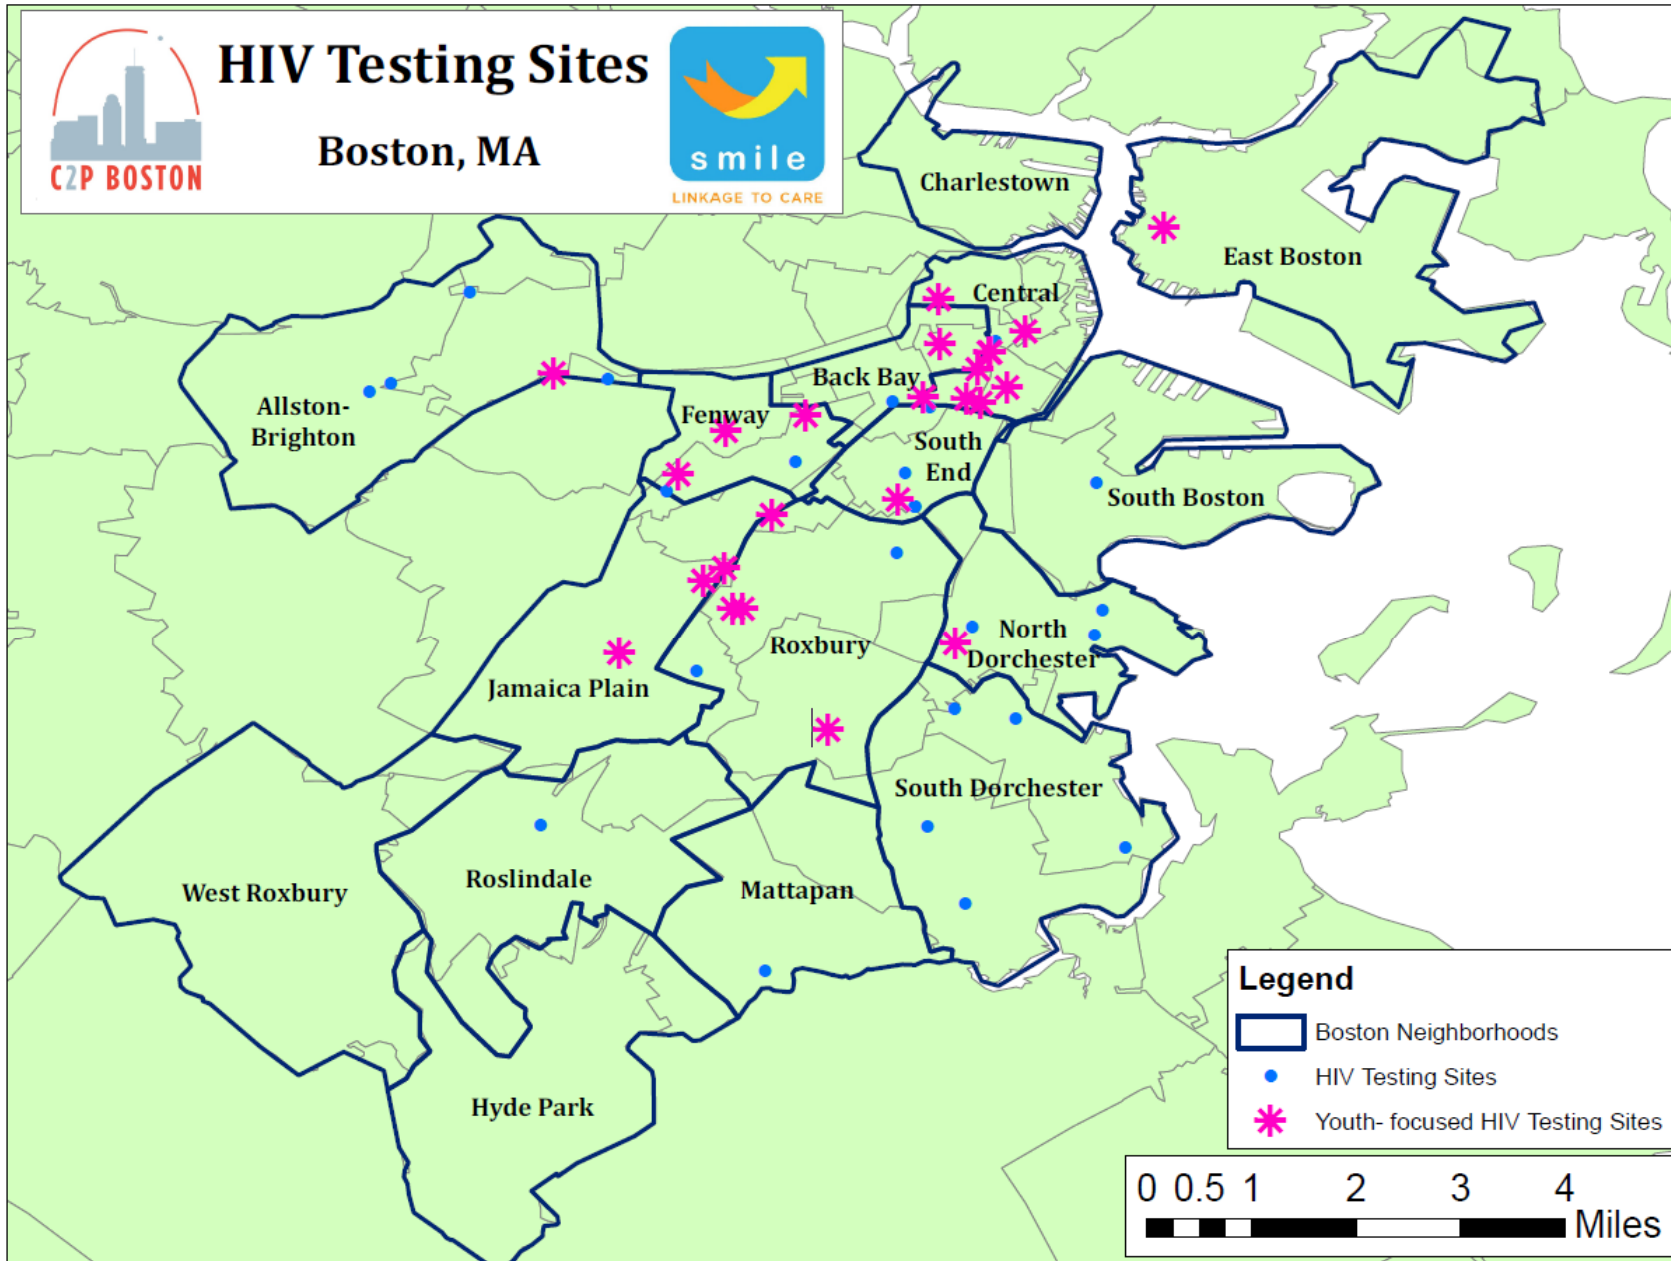 HIV Testing Sites
Boston, MA
C2P BOSTON
smile
LINKAGE TO CARE
Charlestown
East Boston
Central
Back Bay
Allston-
Brighton
Fenway
South
End
South Boston
North
Dorchester
Roxbury
Jamaica Plain
South Dorchester
West Roxbury
Roslindale
Mattapan
Hyde Park
Legend
Boston Neighborhoods
HIV Testing Sites
Youth- focused HIV Testing Sites
0 0.5 1 2 3 4
Miles